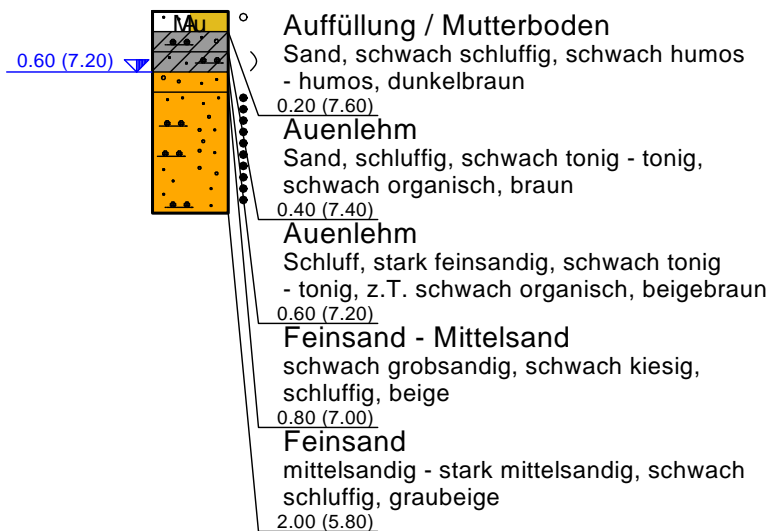 Mu
Au
0.60 (7.20)
Auffüllung / Mutterboden
Sand, schwach schluffig, schwach humos
- humos, dunkelbraun
0.20 (7.60)
Auenlehm
Sand, schluffig, schwach tonig - tonig,
schwach organisch, braun
0.40 (7.40)
Auenlehm
Schluff, stark feinsandig, schwach tonig
- tonig, z.T. schwach organisch, beigebraun
0.60 (7.20)
Feinsand - Mittelsand
schwach grobsandig, schwach kiesig,
schluffig, beige
0.80 (7.00)
Feinsand
mittelsandig - stark mittelsandig, schwach
schluffig, graubeige
2.00 (5.80)